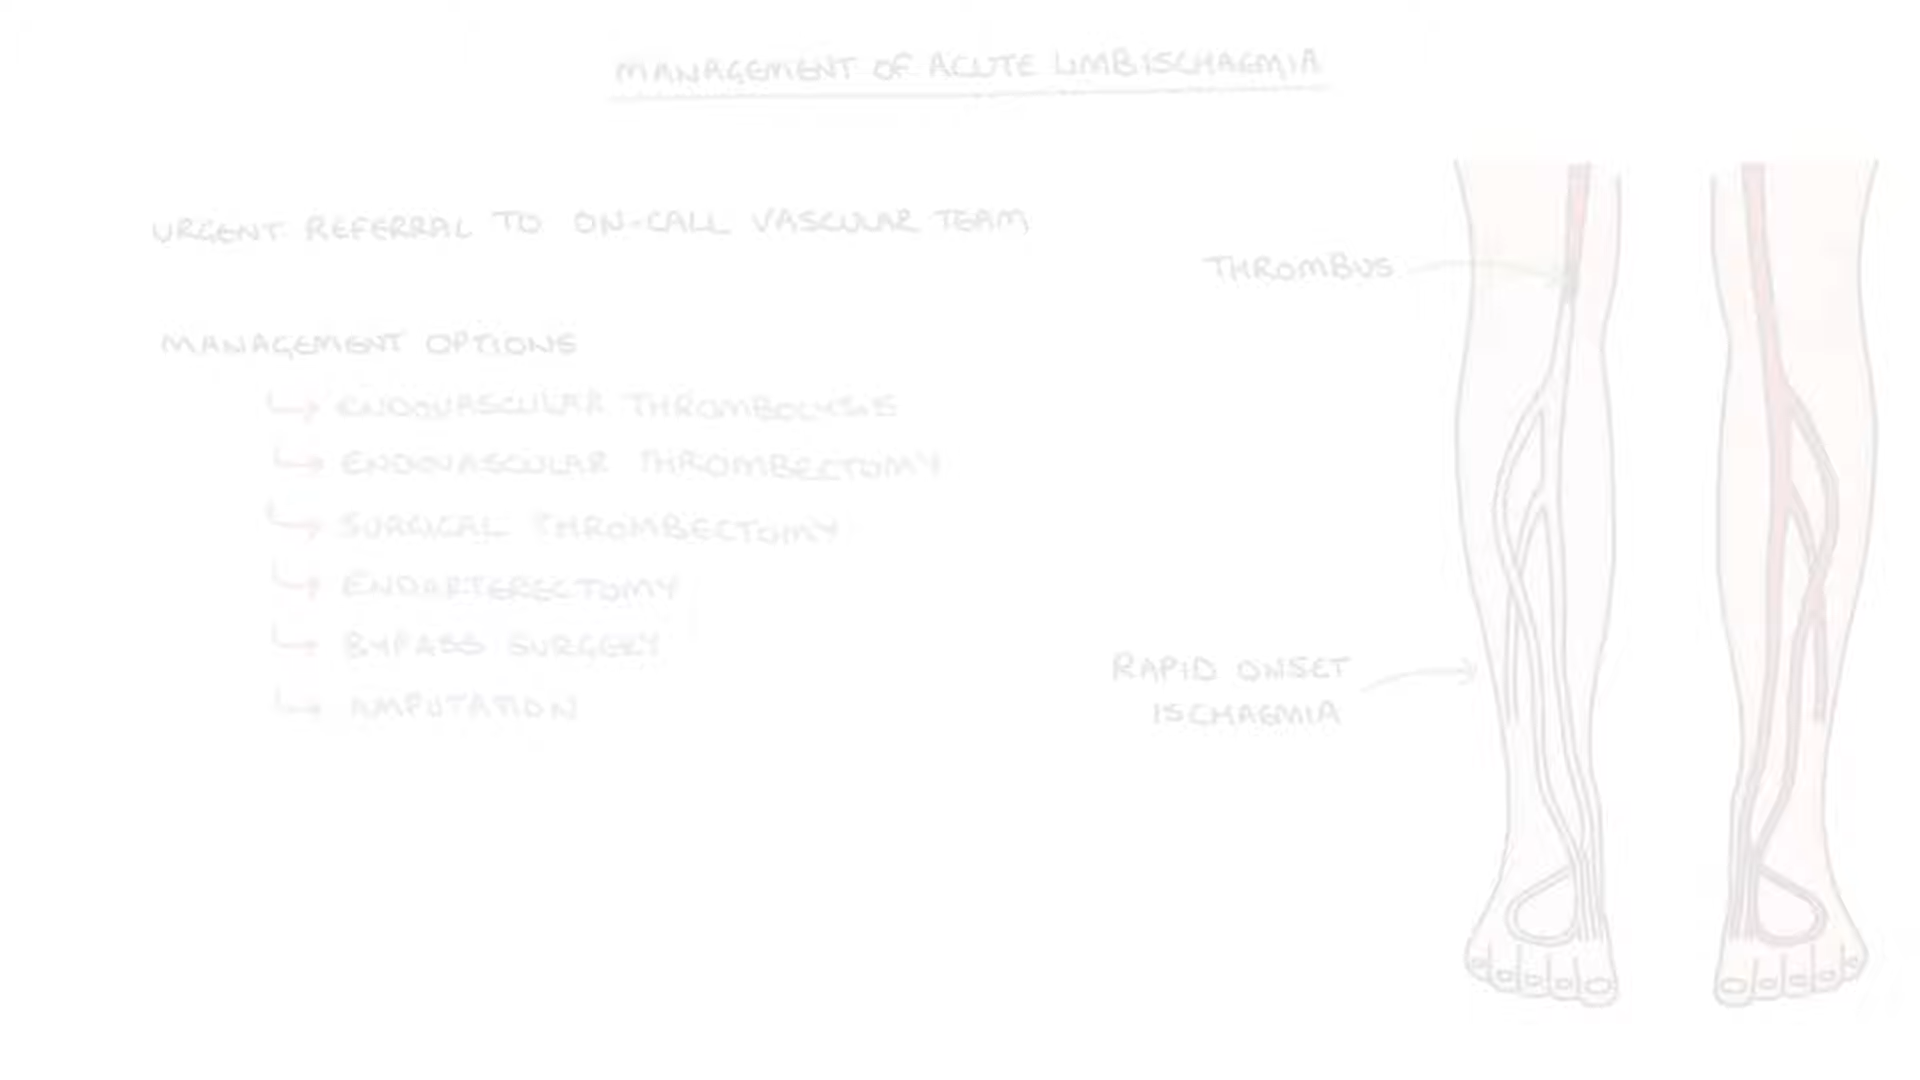 MANAGEMENT OF ACUTE LIMB ISCHAEMIA
URGENT REFERRAL TO ON-CALL VASCULAR TEAM
THROMBUS
MANAGEMENT OPTIONS
ENDOVASCULAR THROMBOLYSIS
ENDOVASCULAR THROMBECTOMY
SURGICAL THROMBECTOMY
ENDARTERECTOMY
BYPASS SURGERY
AMPUTATION
RAPID ONSET
ISCHAEMIA